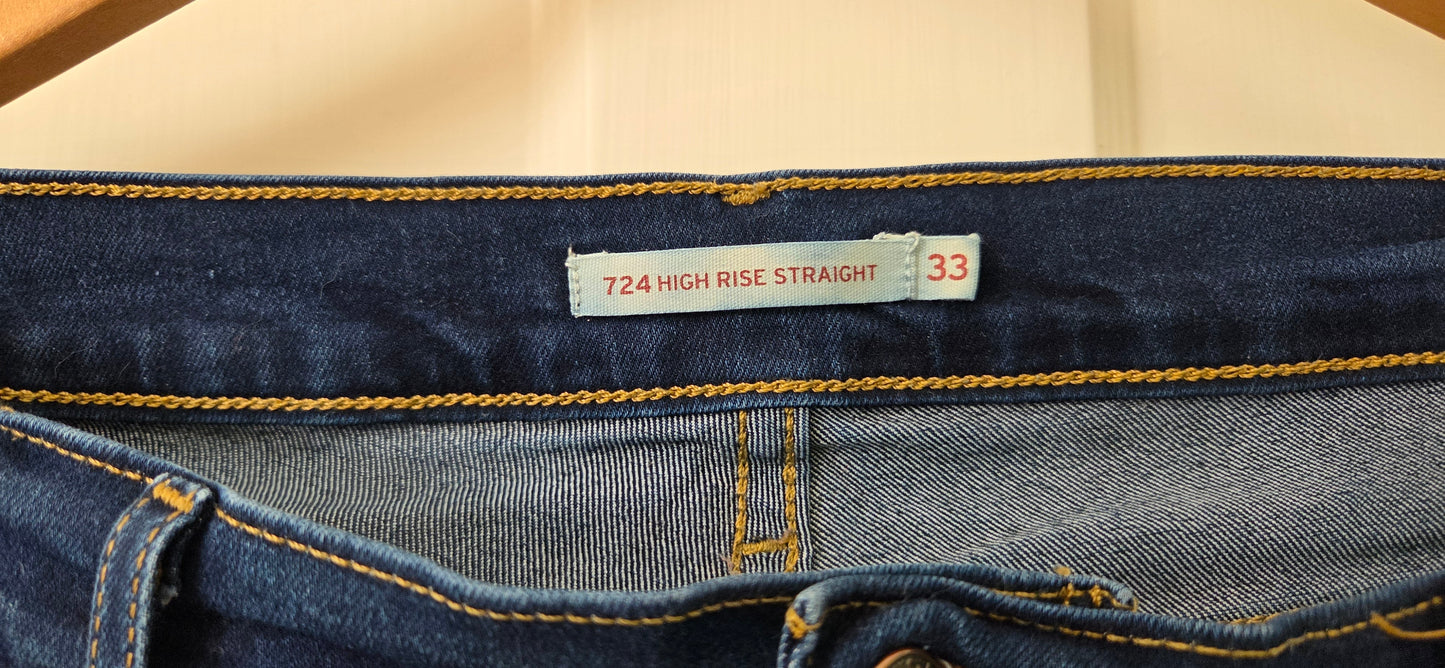 724 HIGH RISE STRAIGHT 33